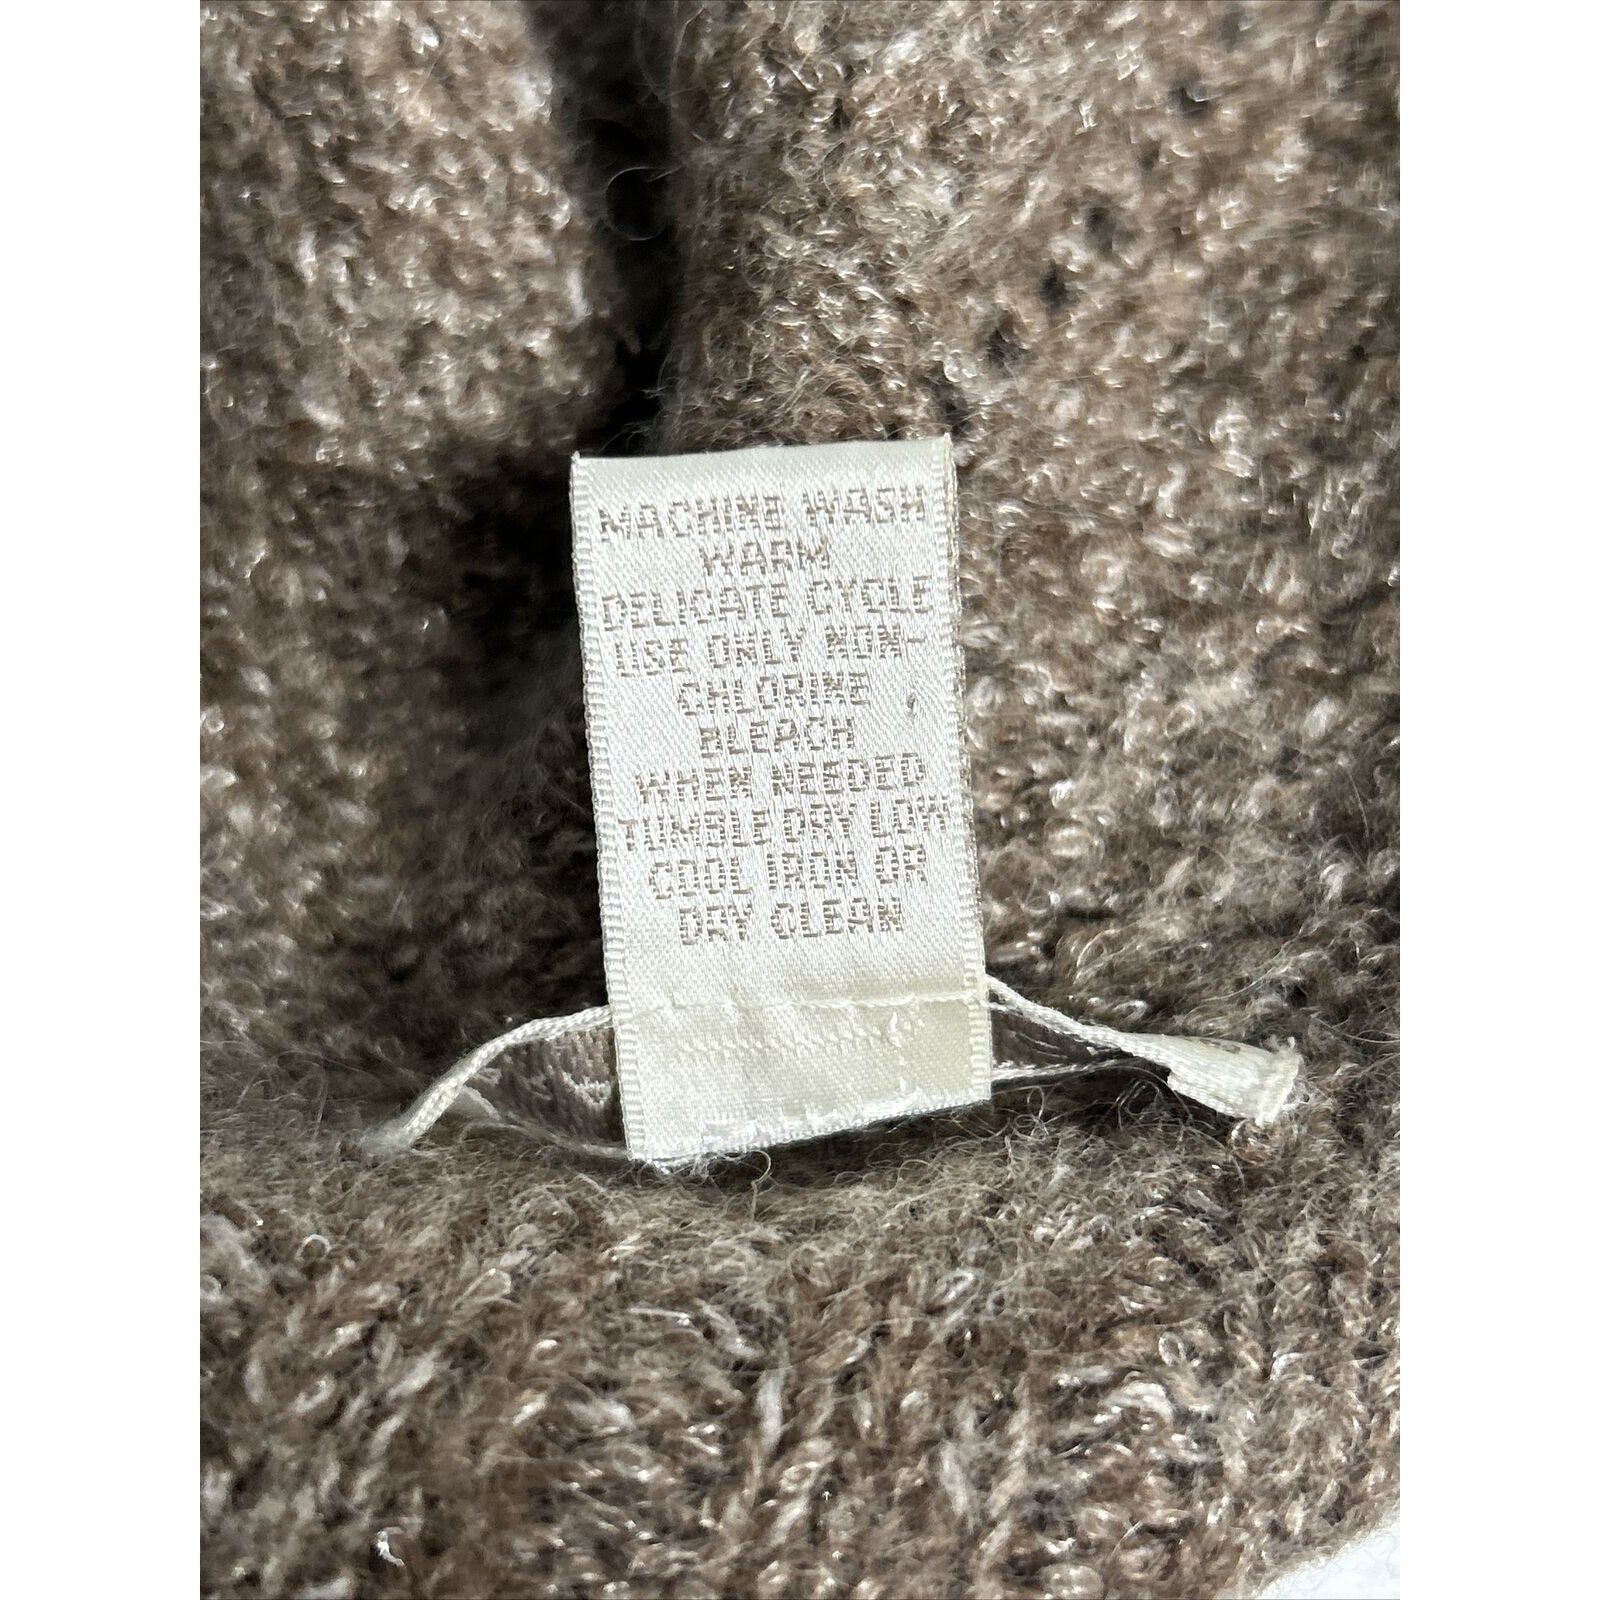 MACHINE WASH
WARM
DELICATE CYCLE
USE ONLY NON-
CHLORINE
BLEACH
WHEN NEEDED
TUMBLE DRY LOW
COOL IRON OR
DRY CLEAN